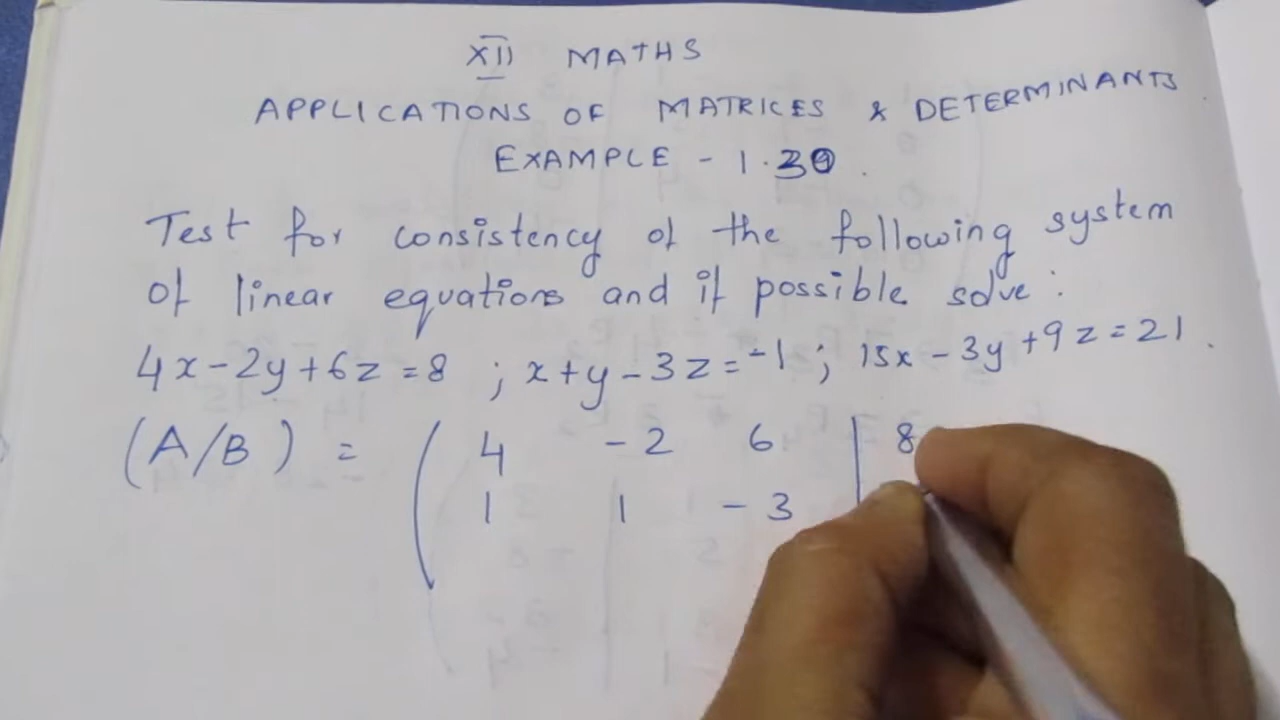 XII MATHS
APPLICATIONS OF MATRICES & DETERMINANTS
EXAMPLE - 1.30.
Test for consistency of the following system
of linear equations and if possible solve :
4x-2y+6z=8 ; x+y-3z=-1 ; 15x-3y+9z=21.
(A/B) = ( 4 -2 6 | 8
1 1 -3